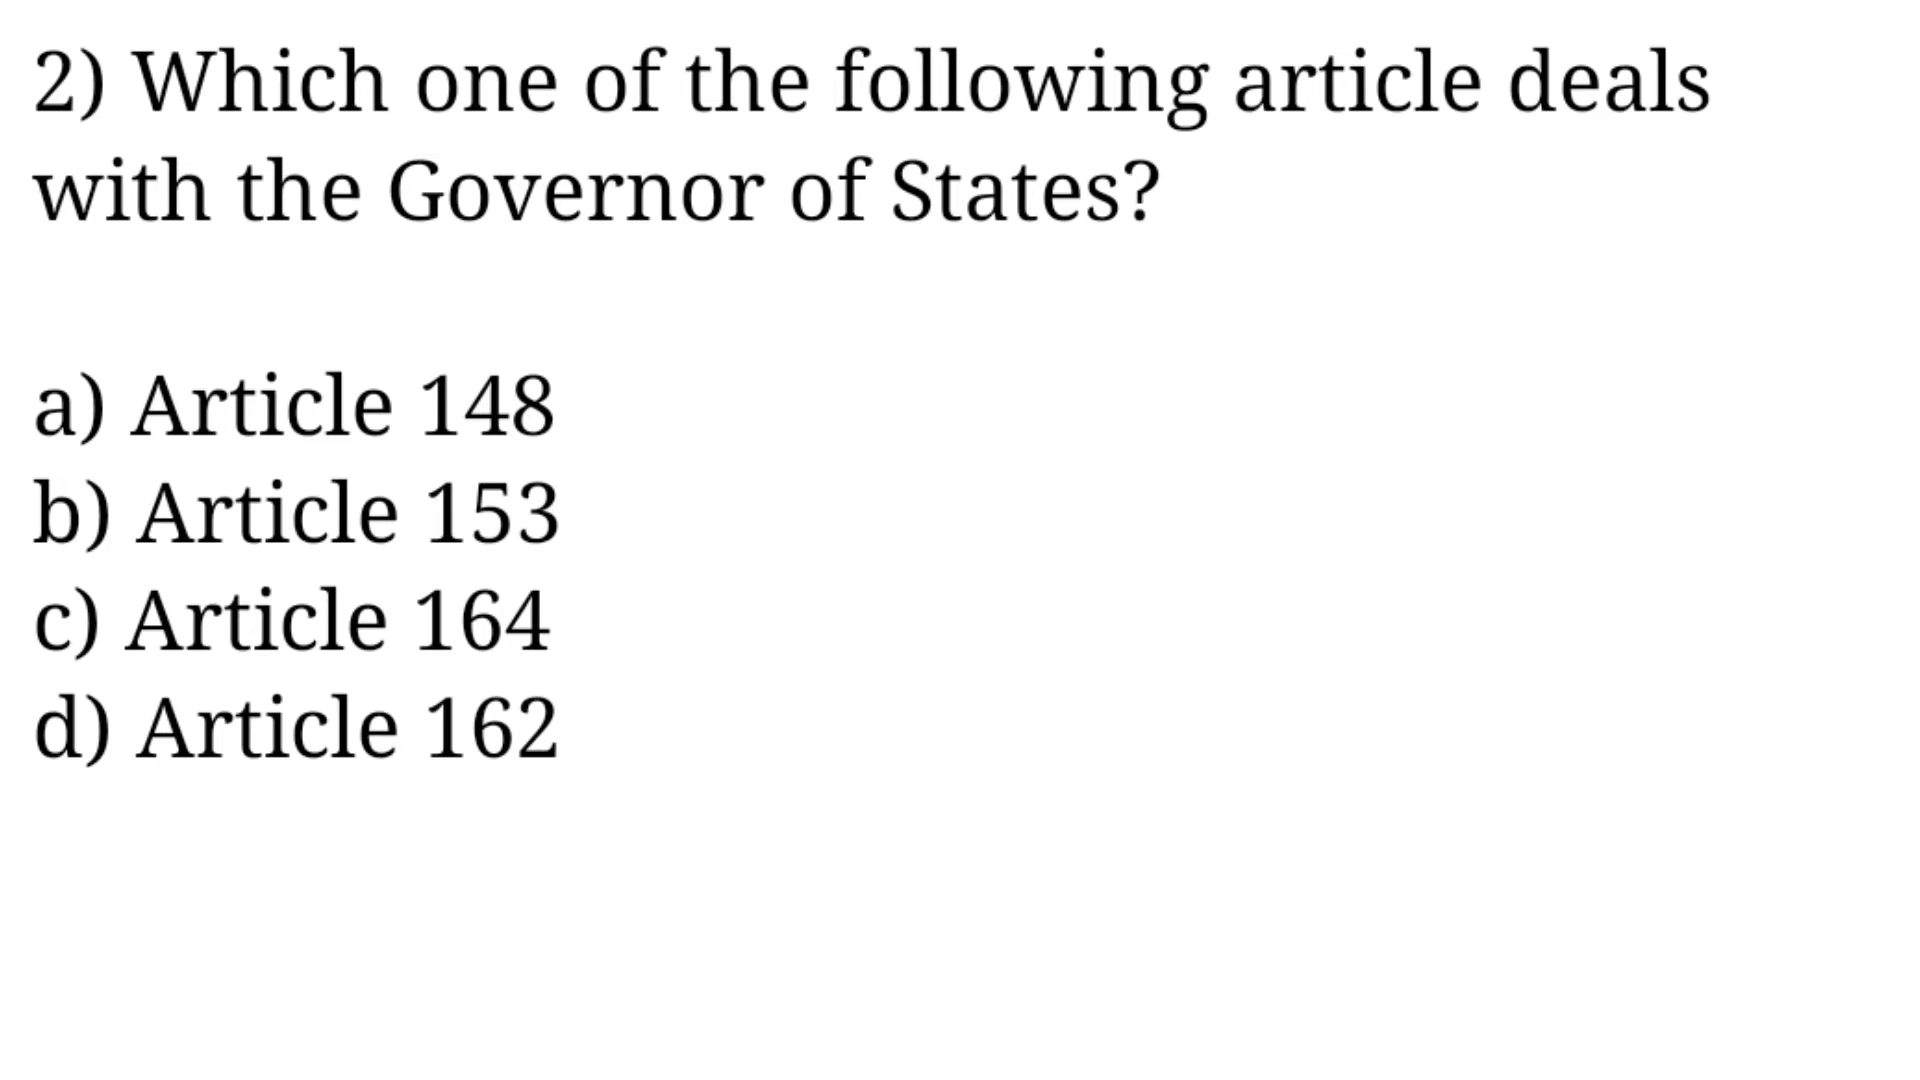 2) Which one of the following article deals
with the Governor of States?
a) Article 148
b) Article 153
c) Article 164
d) Article 162